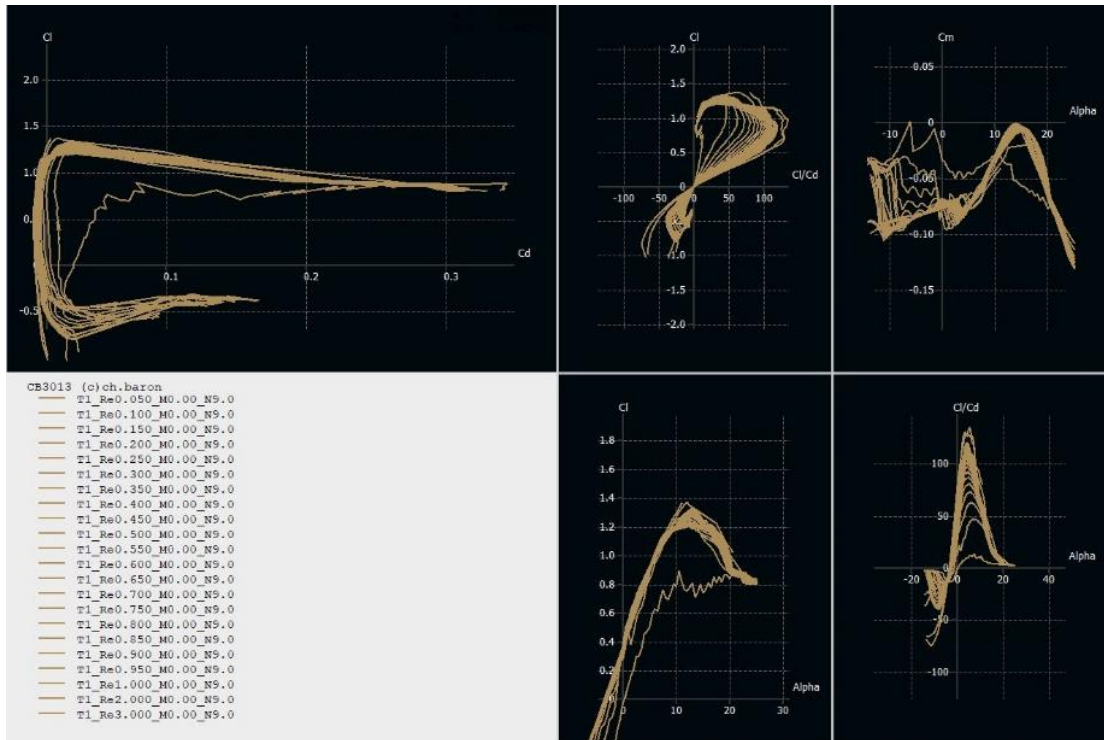 Cl
2.0
1.5
1.0
0.
-0.5
0.1
0.2
0.3
Cd
Cl
2.0
1.5
1.0
0.5
0
-100
-50
0
50
100
Cl/Cd
-1.0
-1.5
-2.0
Cm
0.05
Alpha
-10
0
10
20
-0.05
-0.10
-0.15
CB3013 (c)ch.baron
T1_Re0.050_M0.00_N9.0
T1_Re0.100_M0.00_N9.0
T1_Re0.150_M0.00_N9.0
T1_Re0.200_M0.00_N9.0
T1_Re0.250_M0.00_N9.0
T1_Re0.300_M0.00_N9.0
T1_Re0.350_M0.00_N9.0
T1_Re0.400_M0.00_N9.0
T1_Re0.450_M0.00_N9.0
T1_Re0.500_M0.00_N9.0
T1_Re0.550_M0.00_N9.0
T1_Re0.600_M0.00_N9.0
T1_Re0.650_M0.00_N9.0
T1_Re0.700_M0.00_N9.0
T1_Re0.750_M0.00_N9.0
T1_Re0.800_M0.00_N9.0
T1_Re0.850_M0.00_N9.0
T1_Re0.900_M0.00_N9.0
T1_Re0.950_M0.00_N9.0
T1_Re1.000_M0.00_N9.0
T1_Re2.000_M0.00_N9.0
T1_Re3.000_M0.00_N9.0
Cl
1.8
1.6
1.4
1.2
1.0
0.8
0.6
0.4
0.2
0
10
20
30
Alpha
Cl/Cd
100
50
0
Alpha
-20
0
20
40
-50
-100